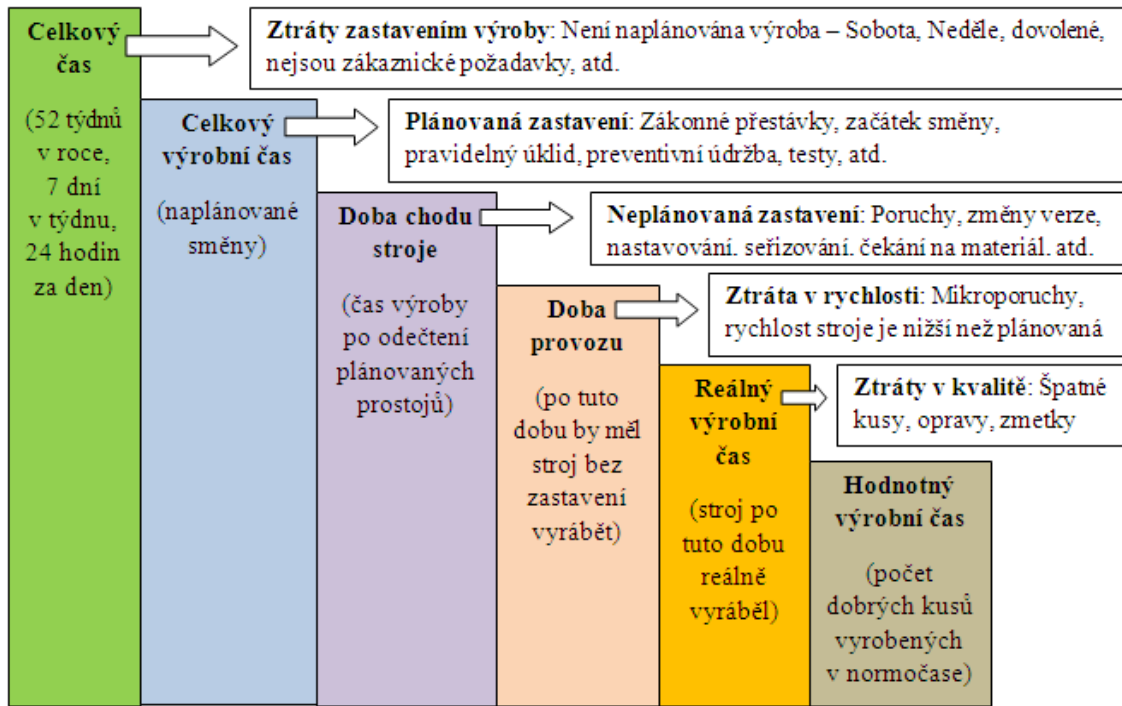 Celkový
čas
(52 týdnů
v roce,
7 dní
v týdnu,
24 hodin
za den)
Ztráty zastavením výroby: Není naplánována výroba – Sobota, Neděle, dovolené,
nejsou zákaznické požadavky, atd.
Celkový
výrobní čas
(naplánované
směny)
Plánovaná zastavení: Zákonné přestávky, začátek směny,
pravidelný úklid, preventivní údržba, testy, atd.
Doba chodu
stroje
(čas výroby
po odečtení
plánovaných
prostojů)
Neplánovaná zastavení: Poruchy, změny verze,
nastavování, seřizování, čekání na materiál, atd.
Doba
provozu
(po tuto
dobu by měl
stroj bez
zastavení
vyrábět)
Ztráta v rychlosti: Mikroporuchy,
rychlost stroje je nižší než plánovaná
Reálný
výrobní
čas
(stroj po
tuto dobu
reálně
vyráběl)
Ztráty v kvalitě: Špatné
kusy, opravy, zmetky
Hodnotný
výrobní čas
(počet
dobrých kusů
vyrobených
v normočase)